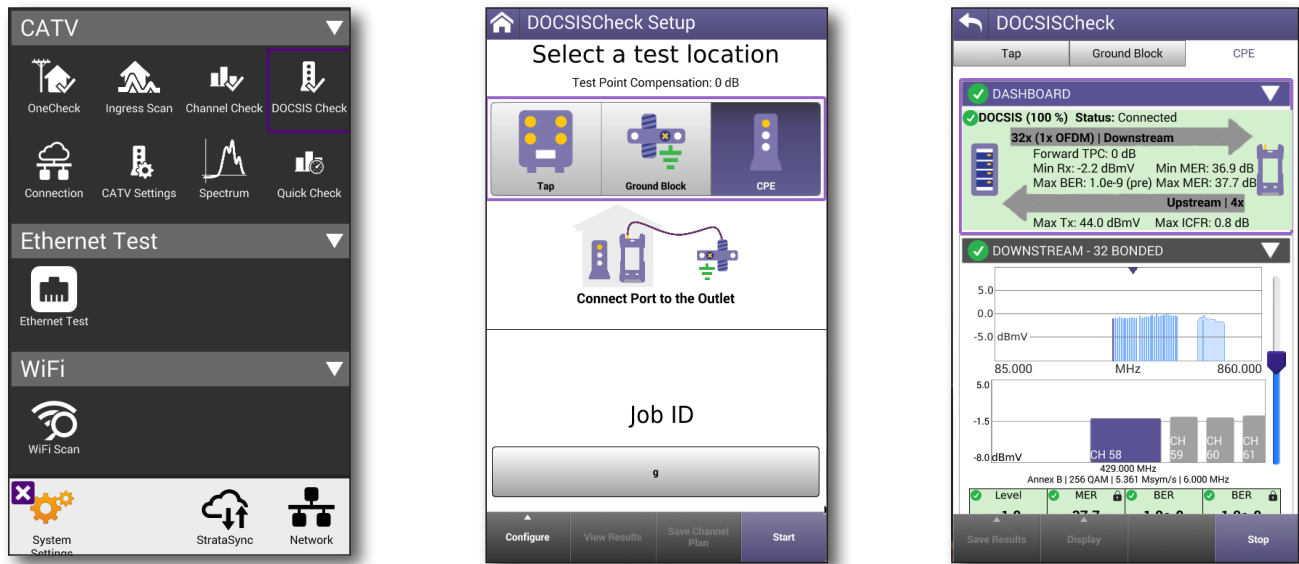 CATV
OneCheck
Ingress Scan
Channel Check
DOCSIS Check
Connection
CATV Settings
Spectrum
Quick Check
Ethernet Test
Ethernet Test
WiFi
WiFi Scan
System
Settings
StrataSync
Network
DOCSISCheck Setup
Select a test location
Test Point Compensation: 0 dB
Tap
Ground Block
CPE
Connect Port to the Outlet
Job ID
g
Configure
View Results
Save Channel
Plan
Start
DOCSISCheck
Tap
Ground Block
CPE
DASHBOARD
DOCSIS (100 %) Status: Connected
32x (1x OFDM) | Downstream
Forward TPC: 0 dB
Min Rx: -2.2 dBmV Min MER: 36.9 dB
Max BER: 1.0e-9 (pre) Max MER: 37.7 dB
Upstream | 4x
Max Tx: 44.0 dBmV Max ICFR: 0.8 dB
DOWNSTREAM - 32 BONDED
5.0
0.0
-5.0 dBmV
85.000 MHz 860.000
5.0
-1.5
-8.0 dBmV
CH 58
CH
59
CH
60
CH
61
429.000 MHz
Annex B | 256 QAM | 5.361 Msym/s | 6.000 MHz
Level
MER
BER
BER
Save Results
Display
Stop